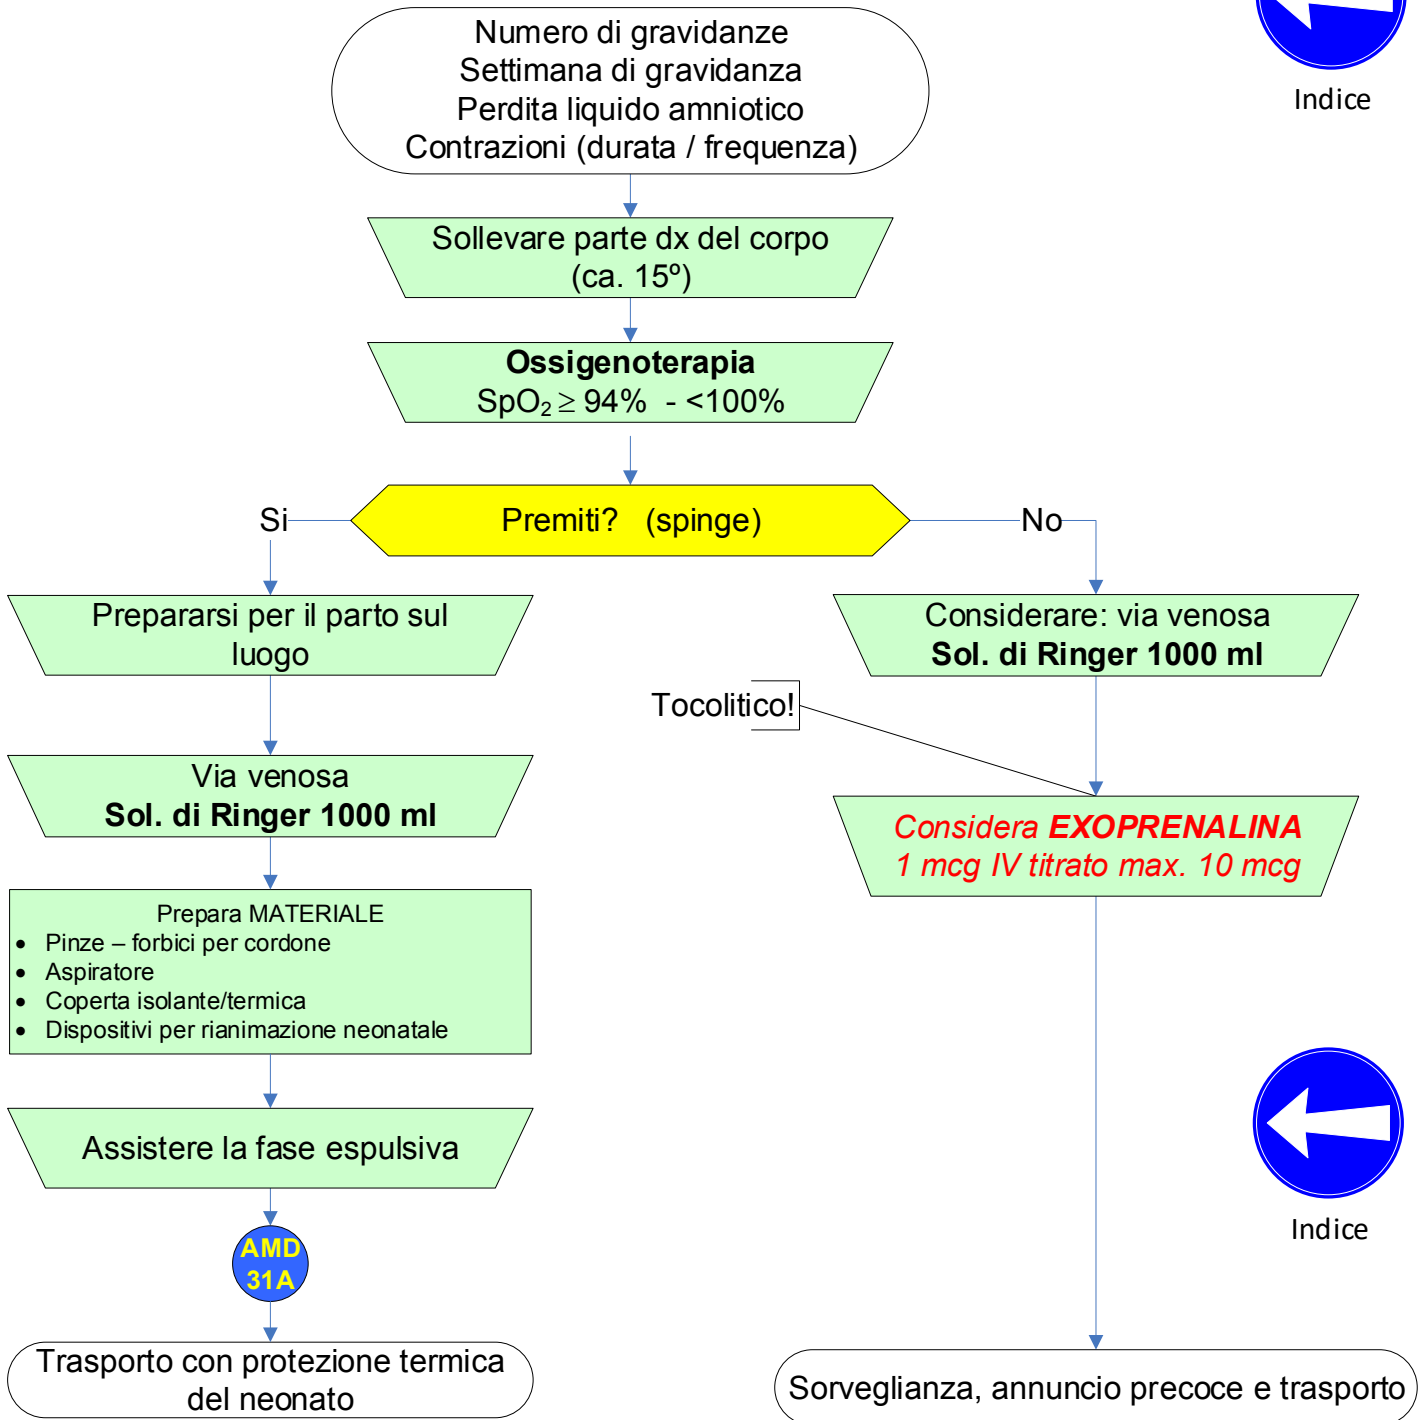 Numero di gravidanze
Settimana di gravidanza
Perdita liquido amniotico
Contrazioni (durata / frequenza)
Indice
Sollevare parte dx del corpo
(ca. 15º)
Ossigenoterapia
SpO₂ ≥ 94% - <100%
Si
Premiti? (spinge)
No
Prepararsi per il parto sul
luogo
Considerare: via venosa
Sol. di Ringer 1000 ml
Tocolitico!
Via venosa
Sol. di Ringer 1000 ml
Considera EXOPRENALINA
1 mcg IV titrato max. 10 mcg
Prepara MATERIALE
• Pinze – forbici per cordone
• Aspiratore
• Coperta isolante/termica
• Dispositivi per rianimazione neonatale
Assistere la fase espulsiva
Indice
AMD
31A
Trasporto con protezione termica
del neonato
Sorveglianza, annuncio precoce e trasporto